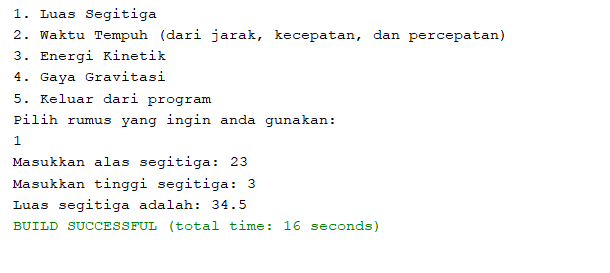 1. Luas Segitiga
2. Waktu Tempuh (dari jarak, kecepatan, dan percepatan)
3. Energi Kinetik
4. Gaya Gravitasi
5. Keluar dari program
Pilih rumus yang ingin anda gunakan:
1
Masukkan alas segitiga: 23
Masukkan tinggi segitiga: 3
Luas segitiga adalah: 34.5
BUILD SUCCESSFUL (total time: 16 seconds)